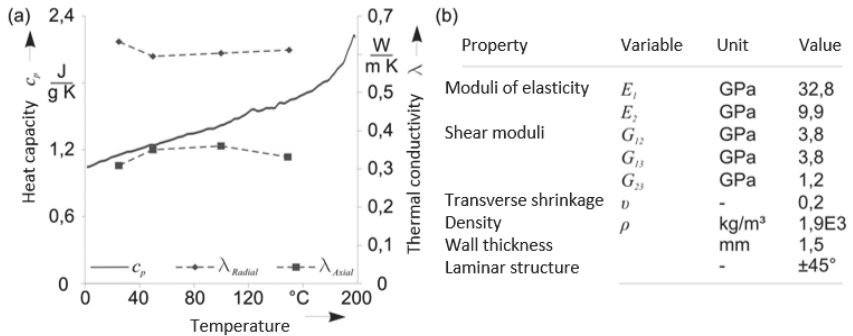 (a)
2,4
0,7
Heat capacity c_p
J
g K
1,8
1,2
0,6
0
W
m K
Thermal conductivity λ
0,5
0,4
0,3
0,2
0,1
0
c_p
λ_Radial
λ_Axial
0 40 80 120 °C 200
Temperature
(b)
Property Variable Unit Value
Moduli of elasticity E_1 GPa 32,8
E_2 GPa 9,9
Shear moduli G_12 GPa 3,8
G_13 GPa 3,8
G_23 GPa 1,2
Transverse shrinkage υ - 0,2
Density ρ kg/m³ 1,9E3
Wall thickness mm 1,5
Laminar structure - ±45°